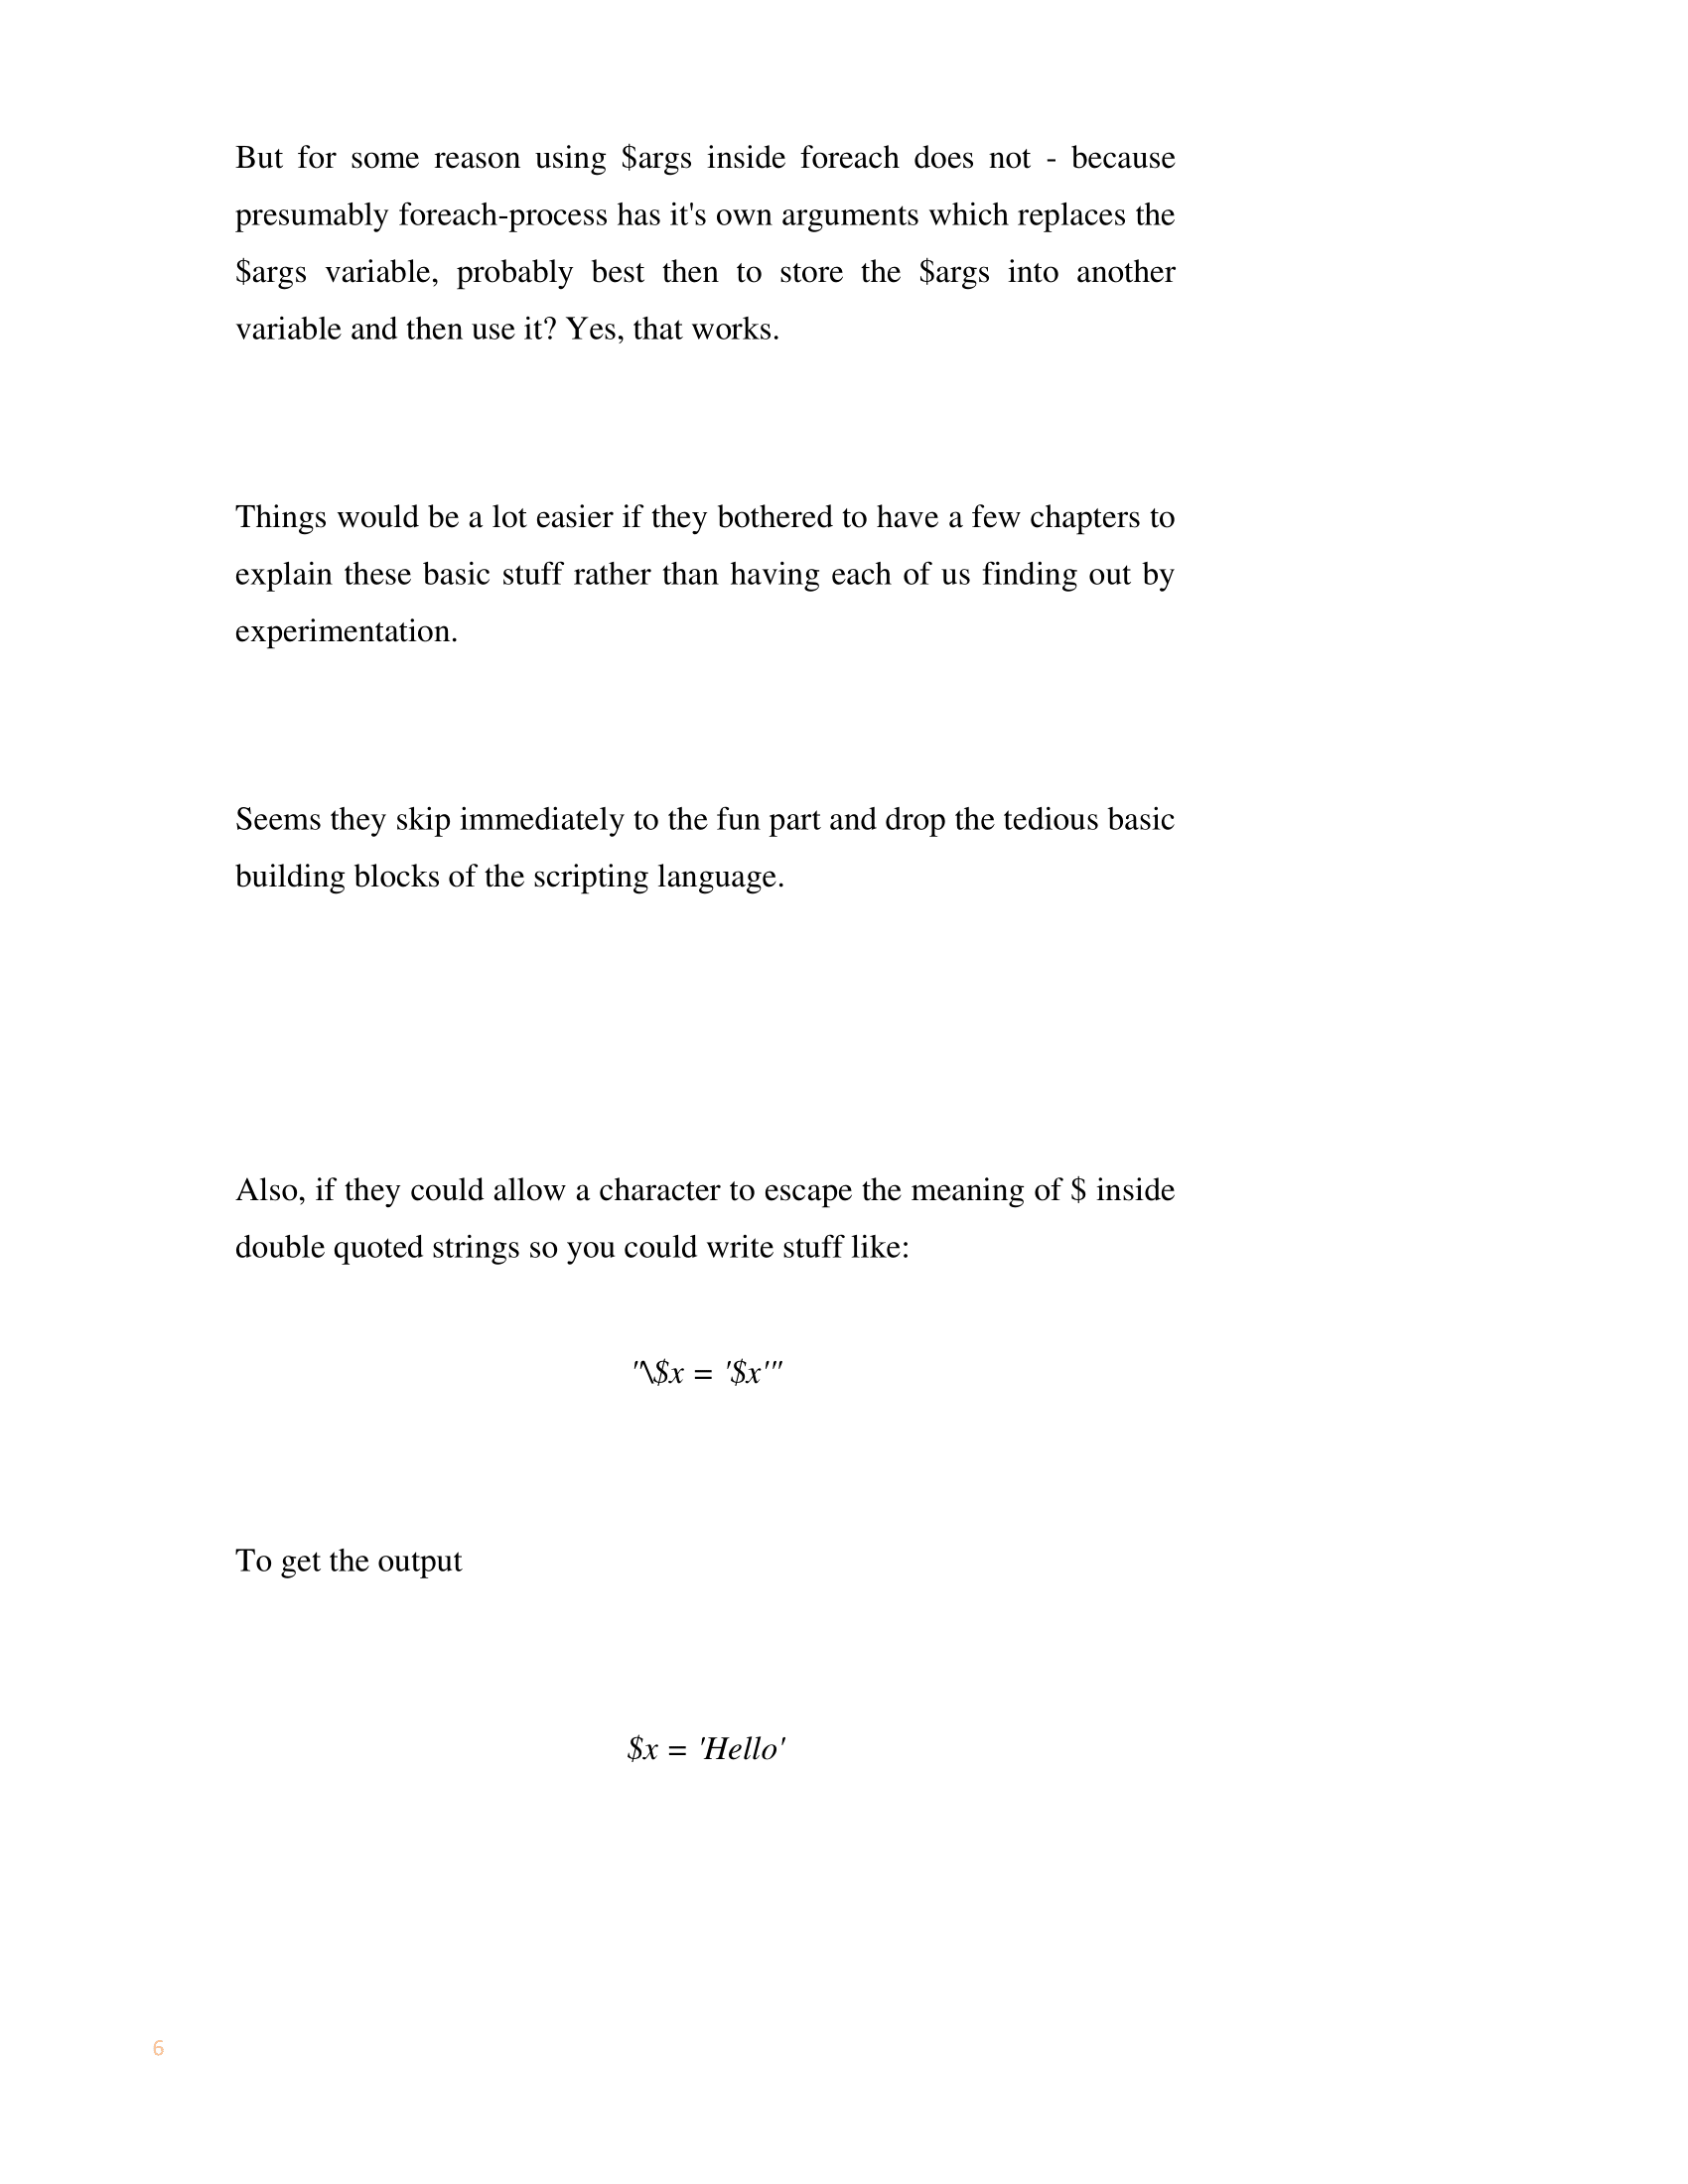 But for some reason using $args inside foreach does not - because
presumably foreach-process has it's own arguments which replaces the
$args variable, probably best then to store the $args into another
variable and then use it? Yes, that works.
Things would be a lot easier if they bothered to have a few chapters to
explain these basic stuff rather than having each of us finding out by
experimentation.
Seems they skip immediately to the fun part and drop the tedious basic
building blocks of the scripting language.
Also, if they could allow a character to escape the meaning of $ inside
double quoted strings so you could write stuff like:
"\$x = '$x'"
To get the output
$x = 'Hello'
6